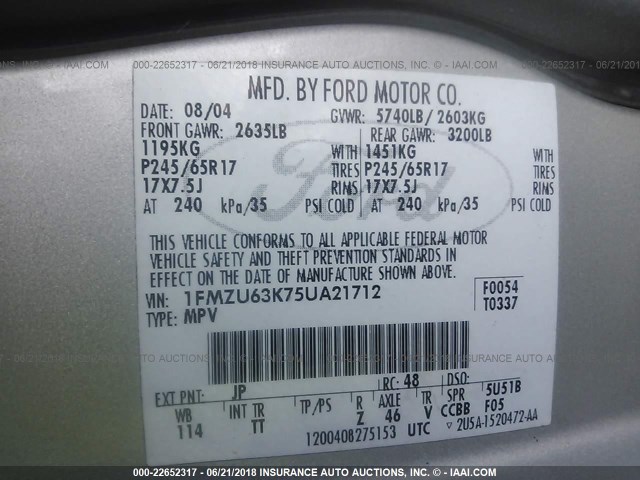 000-22652317 - 06/21/2018 INSURANCE AUTO AUCTIONS, INC. - IAAI.COM
MFD. BY FORD MOTOR CO.
DATE: 08/04 GVWR: 5740LB/ 2603KG
FRONT GAWR: 2635LB REAR GAWR: 3200LB
1195KG WITH 1451KG WITH
P245/65R17 TIRES P245/65R17 TIRES
17X7.5J RIMS 17X7.5J RIMS
AT 240 kPa/35 PSI COLD AT 240 kPa/35 PSI COLD
Ford
THIS VEHICLE CONFORMS TO ALL APPLICABLE FEDERAL MOTOR
VEHICLE SAFETY AND THEFT PREVENTION STANDARDS IN
EFFECT ON THE DATE OF MANUFACTURE SHOWN ABOVE.
VIN: 1FMZU63K75UA21712 F0054
TYPE: MPV T0337
EXT PNT: JP RC: 48 DSO:
WB INT TR TP/PS R AXLE TR SPR 5U51B
114 TT Z 46 V CCBB F05
120040B275153 UTC 2U5A-1520472-AA
000-22652317 - 06/21/2018 INSURANCE AUTO AUCTIONS, INC. - IAAI.COM